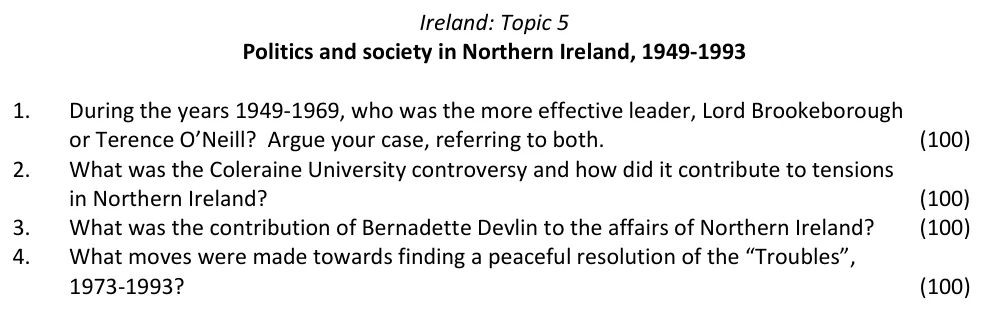 Ireland: Topic 5
Politics and society in Northern Ireland, 1949-1993
1. During the years 1949-1969, who was the more effective leader, Lord Brookeborough
or Terence O’Neill?  Argue your case, referring to both. (100)
2. What was the Coleraine University controversy and how did it contribute to tensions
in Northern Ireland? (100)
3. What was the contribution of Bernadette Devlin to the affairs of Northern Ireland? (100)
4. What moves were made towards finding a peaceful resolution of the “Troubles”,
1973-1993? (100)